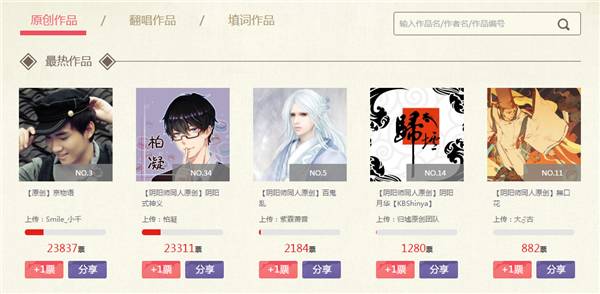 原创作品 / 翻唱作品 / 填词作品
输入作品名/作者名/作品编号
最热作品
柏凝
歸墟
NO.3
NO.34
NO.5
NO.14
NO.11
【原创】京物语
【阴阳师同人原创】阴阳
式神义
【阴阳师同人原创】百鬼
乱
【阴阳师同人原创】阴阳
月华【KBShinya】
【阴阳师同人原创】無口
花
上传：Smile_小千
上传：柏凝
上传：紫霖萧音
上传：归墟原创团队
上传：大彡古
23837票
23311票
2184票
1280票
882票
+1票 分享
+1票 分享
+1票 分享
+1票 分享
+1票 分享